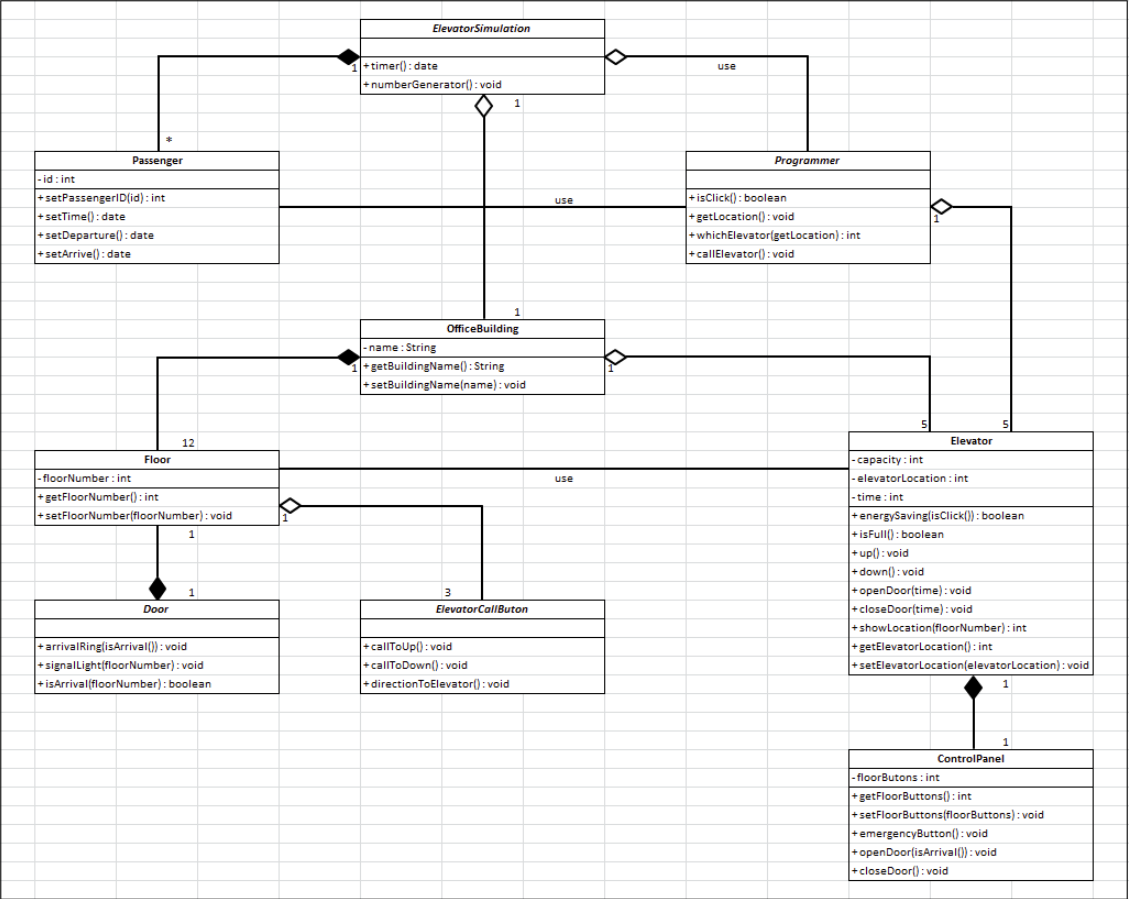 ElevatorSimulation
+timer() : date
+numberGenerator() : void
1
*
1
use
Passenger
-id : int
+setPassengerID(id) : int
+setTime() : date
+setDeparture() : date
+setArrive() : date
use
Programmer
+isClick() : boolean
+getLocation() : void
+whichElevator(getLocation) : int
+callElevator() : void
1
1
OfficeBuilding
-name : String
+getBuildingName() : String
+setBuildingName(name) : void
1
1
12
5
5
Floor
-floorNumber : int
+getFloorNumber() : int
+setFloorNumber(floorNumber) : void
use
Elevator
-capacity : int
-elevatorLocation : int
-time : int
+energySaving(isClick()) : boolean
+isFull() : boolean
+up() : void
+down() : void
+openDoor(time) : void
+closeDoor(time) : void
+showLocation(floorNumber) : int
+getElevatorLocation() : int
+setElevatorLocation(elevatorLocation) : void
1
1
1
3
Door
+arrivalRing(isArrival()) : void
+signalLight(floorNumber) : void
+isArrival(floorNumber) : boolean
ElevatorCallButon
+callToUp() : void
+callToDown() : void
+directionToElevator() : void
1
1
ControlPanel
-floorButons : int
+getFloorButtons() : int
+setFloorButtons(floorButtons) : void
+emergencyButton() : void
+openDoor(isArrival()) : void
+closeDoor() : void